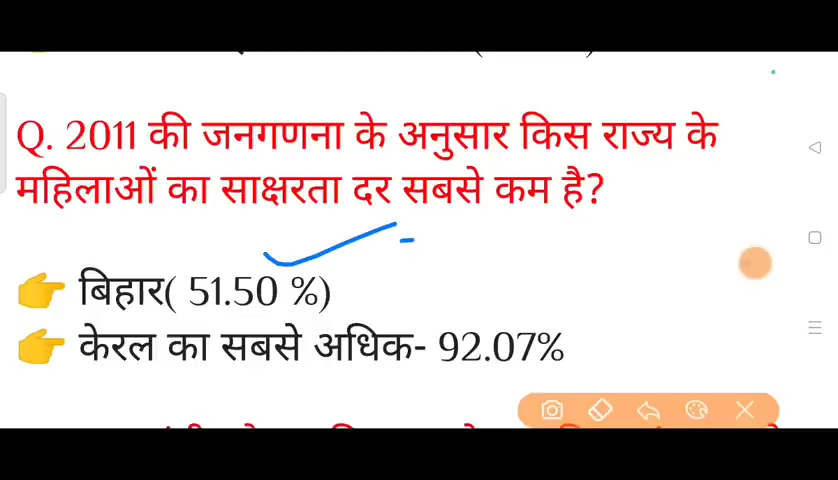 Q. 2011 की जनगणना के अनुसार किस राज्य के
महिलाओं का साक्षरता दर सबसे कम है?
👉 बिहार( 51.50 %)
👉 केरल का सबसे अधिक- 92.07%